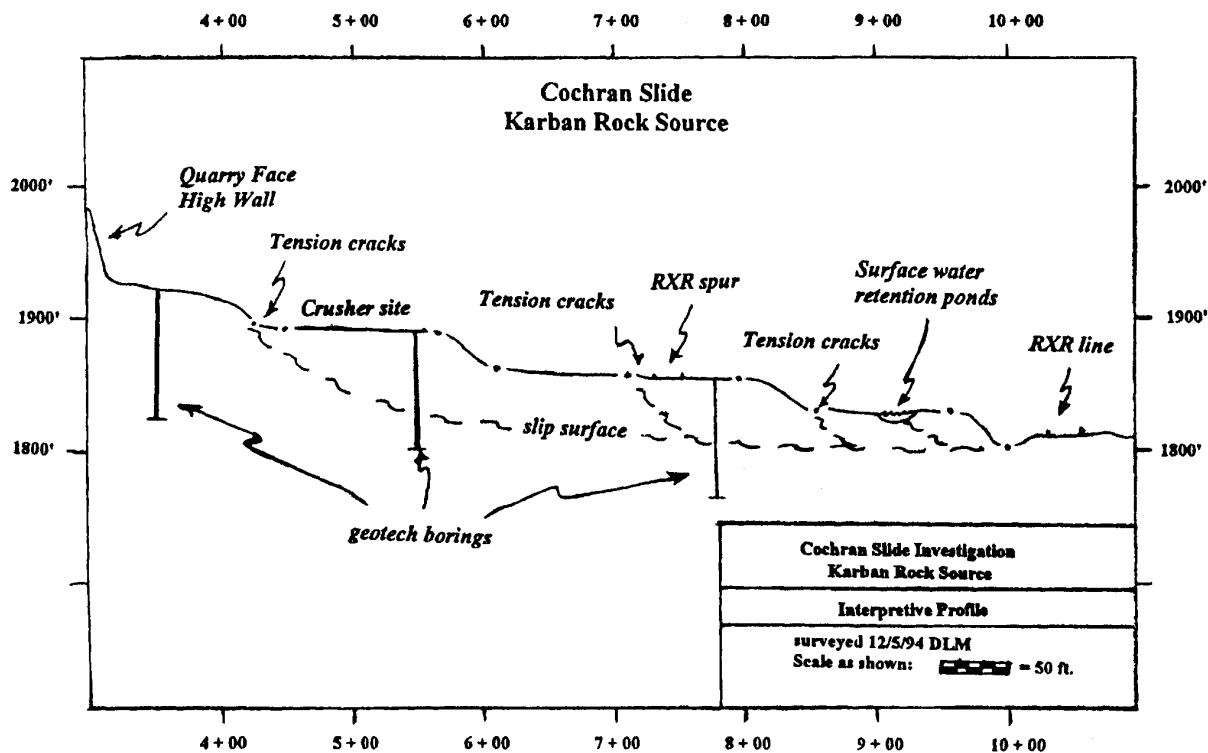 4 + 00 5 + 00 6 + 00 7 + 00 8 + 00 9 + 00 10 + 00
Cochran Slide
Karban Rock Source
2000'
2000'
Quarry Face
High Wall
Tension cracks
Crusher site
Tension cracks
RXR spur
Surface water
retention ponds
Tension cracks
RXR line
1900'
1900'
slip surface
1800'
1800'
geotech borings
Cochran Slide Investigation
Karban Rock Source
Interpretive Profile
surveyed 12/5/94 DLM
Scale as shown: = 50 ft.
4 + 00 5 + 00 6 + 00 7 + 00 8 + 00 9 + 00 10 + 00